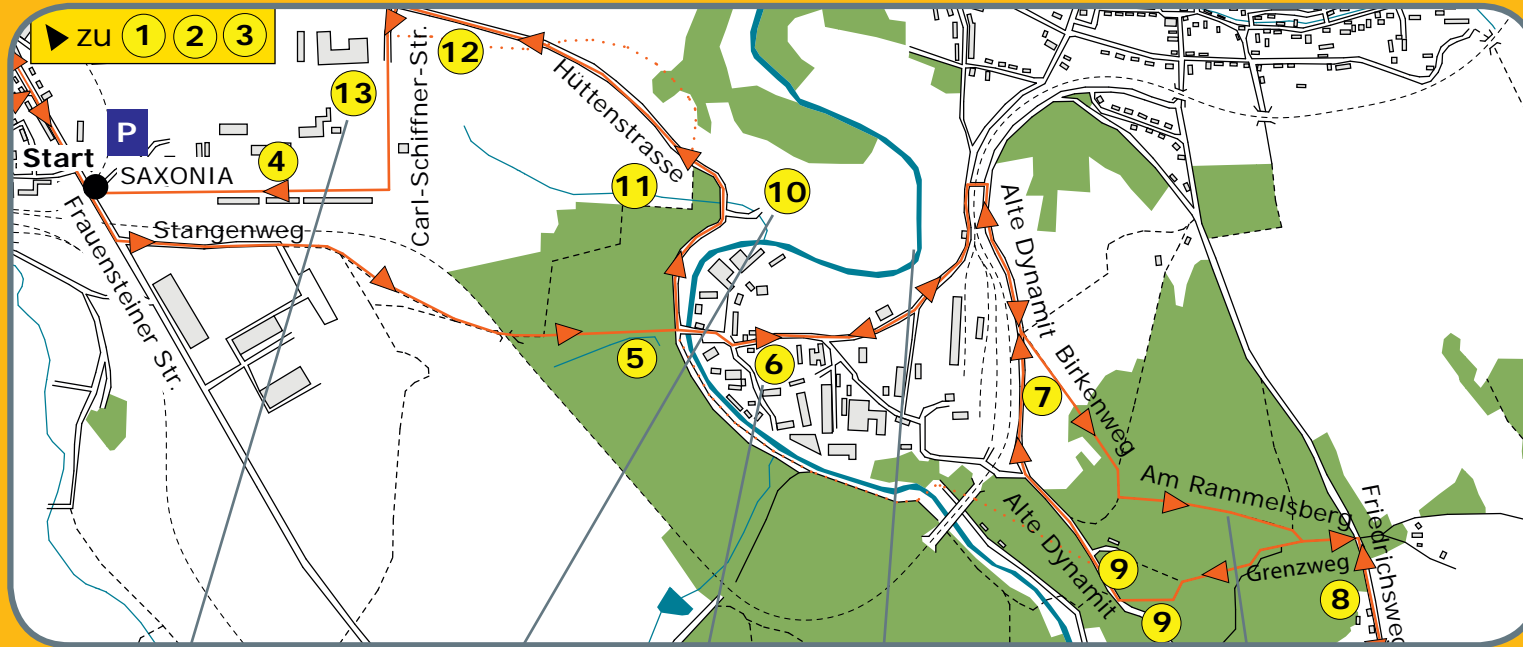 zu 1 2 3
12
13
P
Start
SAXONIA
4
Carl-Schiffner-Str.
Hüttenstrasse
11
10
Frauensteiner Str.
Stangenweg
5
6
Alte Dynamit
7
Birkenweg
Am Rammelsberg
Alte Dynamit
9
9
Grenzweg
8
Friedrichsweg